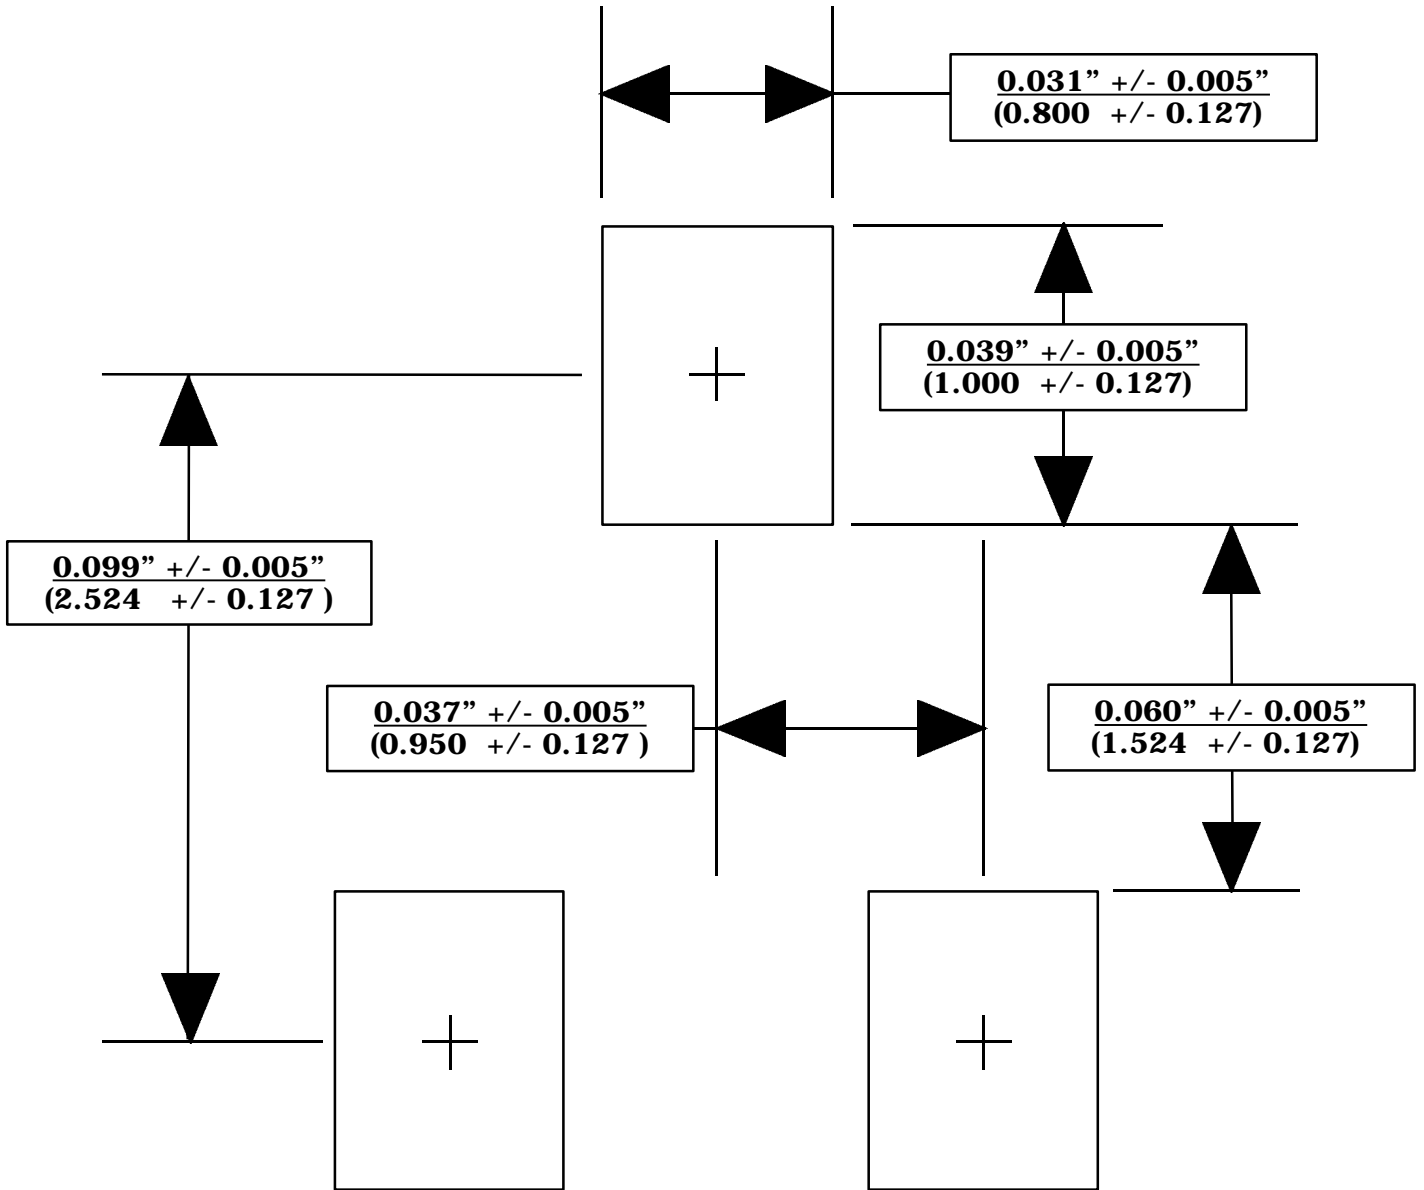 0.031” +/- 0.005”
(0.800 +/- 0.127)
0.039” +/- 0.005”
(1.000 +/- 0.127)
0.099” +/- 0.005”
(2.524 +/- 0.127 )
0.037” +/- 0.005”
(0.950 +/- 0.127 )
0.060” +/- 0.005”
(1.524 +/- 0.127)